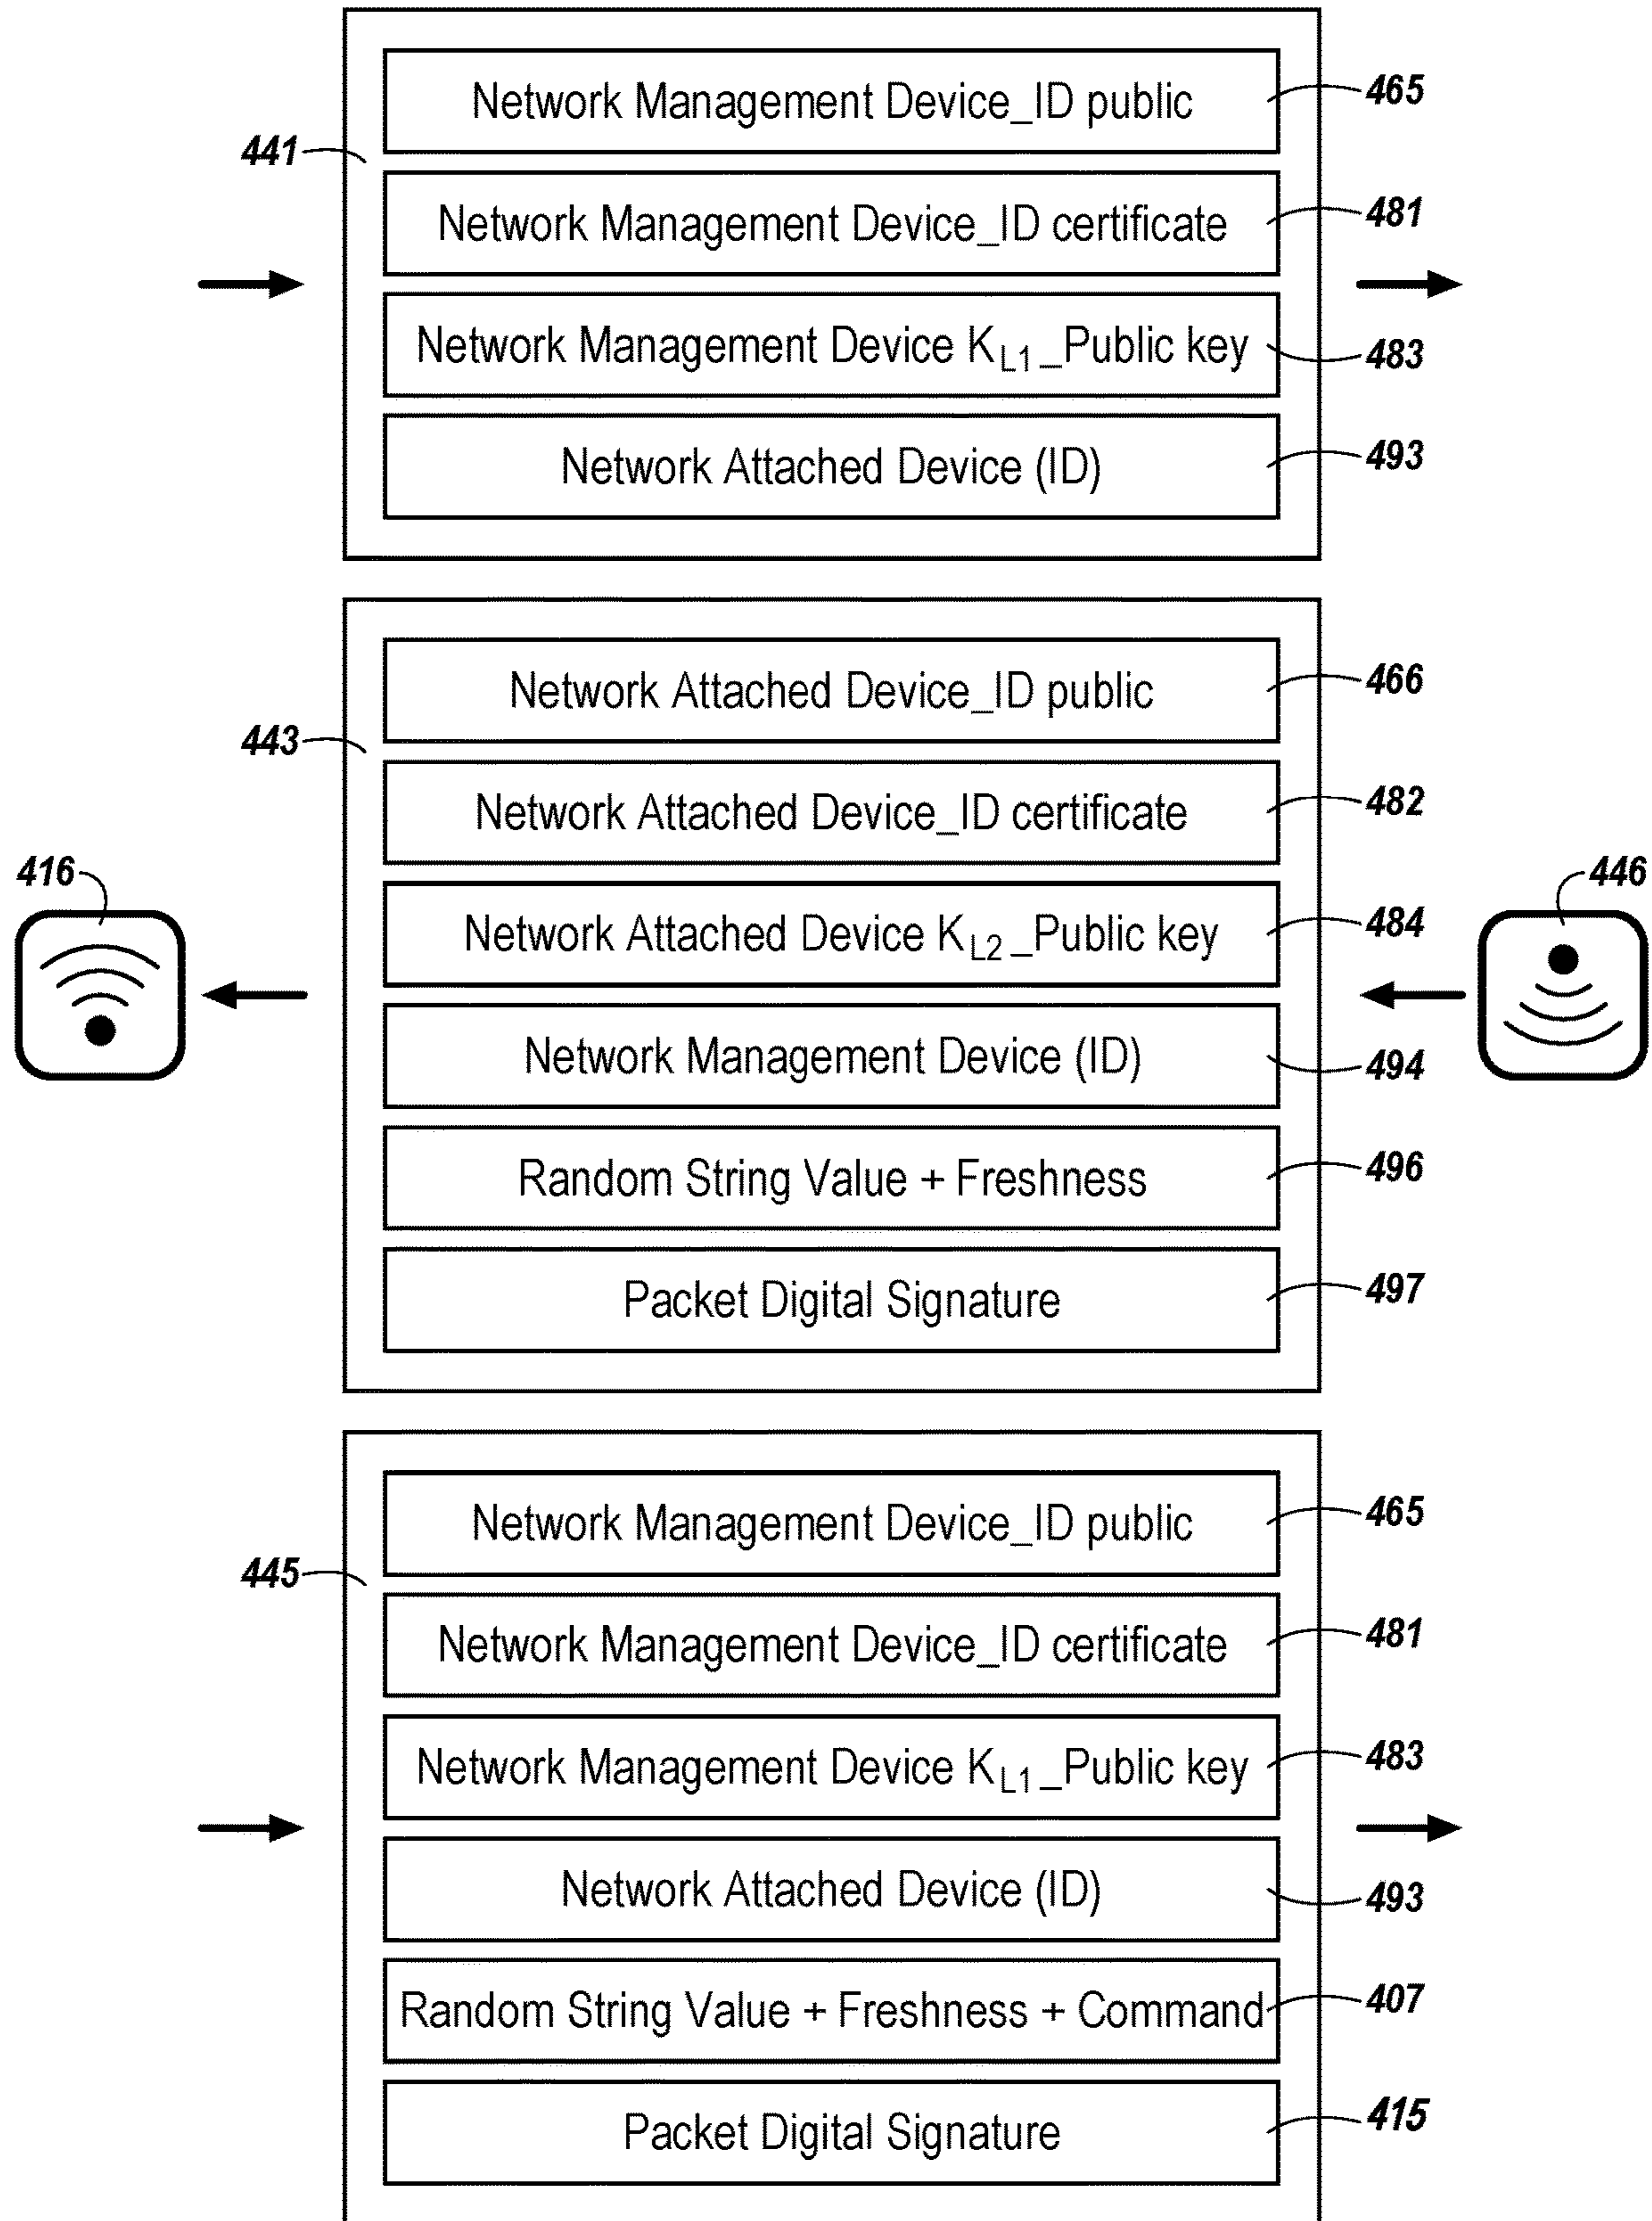 Network Management Device_ID public
465
441
Network Management Device_ID certificate
481
Network Management Device KL1_Public key
483
Network Attached Device (ID)
493
Network Attached Device_ID public
466
443
Network Attached Device_ID certificate
482
416
446
Network Attached Device KL2_Public key
484
Network Management Device (ID)
494
Random String Value + Freshness
496
Packet Digital Signature
497
Network Management Device_ID public
465
445
Network Management Device_ID certificate
481
Network Management Device KL1_Public key
483
Network Attached Device (ID)
493
Random String Value + Freshness + Command
407
Packet Digital Signature
415